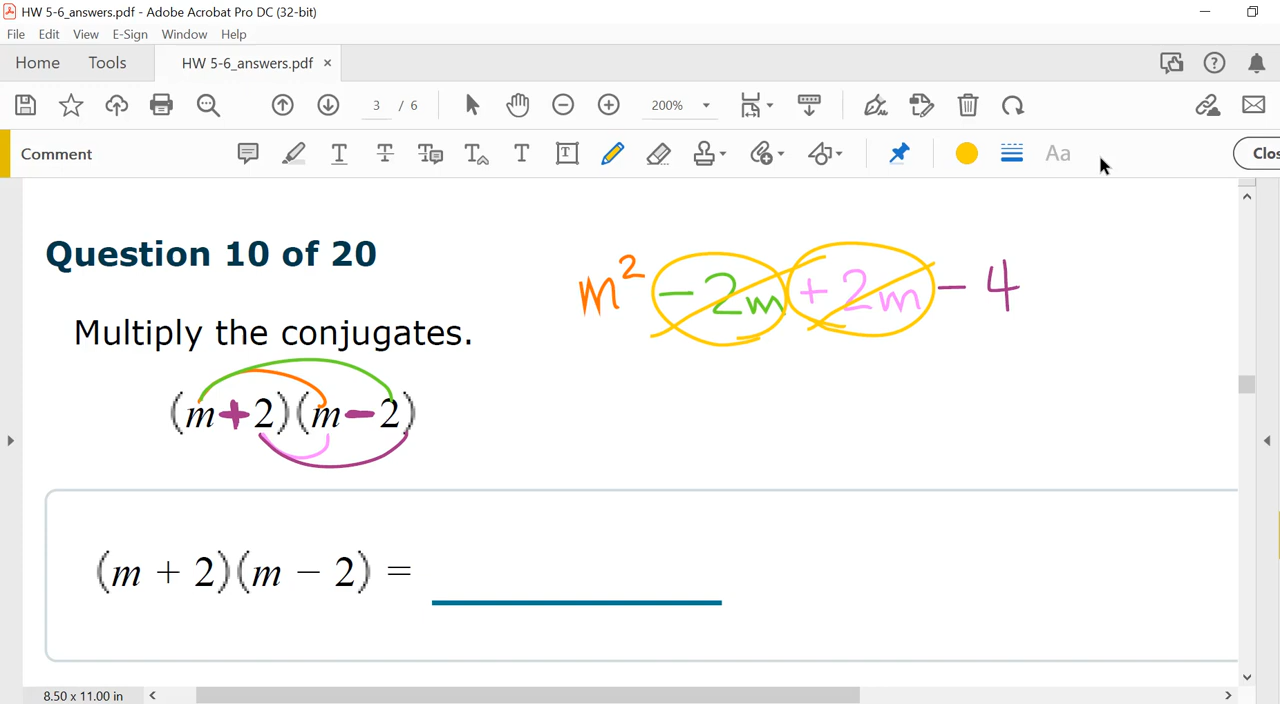 HW 5-6_answers.pdf - Adobe Acrobat Pro DC (32-bit)
File Edit View E-Sign Window Help
Home Tools HW 5-6_answers.pdf ×
3 / 6 200%
Comment T T T T T T Aa Clos
Question 10 of 20
m² - 2m + 2m - 4
Multiply the conjugates.
(m+2)(m-2)
(m + 2)(m − 2) =
8.50 x 11.00 in